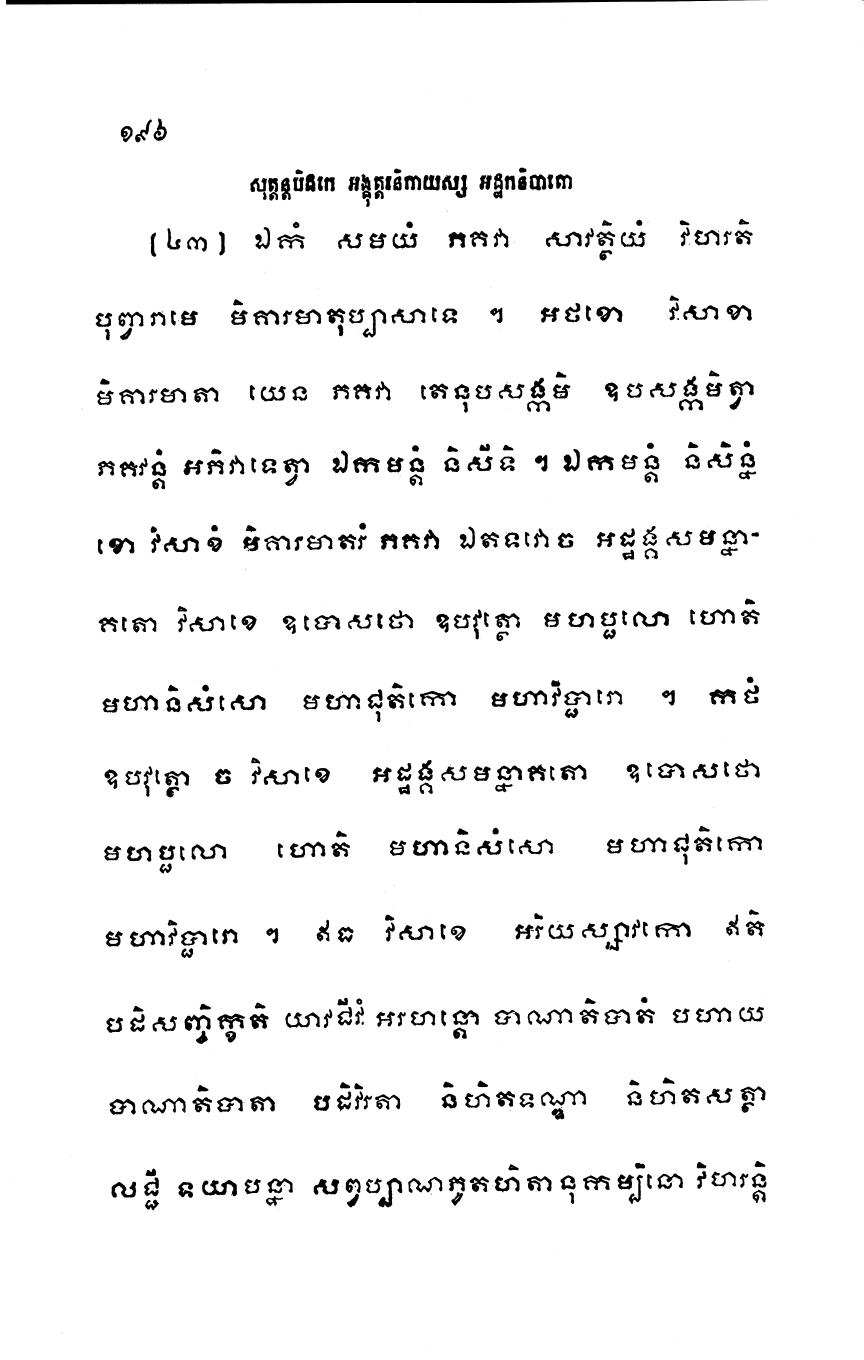 ១៩៦
សុត្តន្តបិដកេ អង្គុត្តរនិកាយស្ស អដ្ឋកនិបាតោ
[៤៣] ឯកំ សមយំ ភគវា សាវត្ថិយំ វិហរតិ
បុព្វារាមេ មិគារមាតុប្បាសាទេ ។ អថខោ វិសាខា
មិគារមាតា យេន ភគវា តេនុបសង្កមិ ឧបសង្កមិត្វា
ភគវន្តំ អភិវាទេត្វា ឯកមន្តំ និសីទិ ។ ឯកមន្តំ និសិន្នំ
ខោ វិសាខំ មិគារមាតរំ ភគវា ឯតទវោច អដ្ឋង្គសមន្នា-
គតោ វិសាខេ ឧបោសថោ ឧបវុត្ថោ មហប្ផលោ ហោតិ
មហានិសំសោ មហាជុតិកោ មហាវិប្ផារោ ។ កថំ
ឧបវុត្ថោ ច វិសាខេ អដ្ឋង្គសមន្នាគតោ ឧបោសថោ
មហប្ផលោ ហោតិ មហានិសំសោ មហាជុតិកោ
មហាវិប្ផារោ ។ ឥធ វិសាខេ អរិយស្សាវកោ ឥតិ
បដិសញ្ចិក្ខតិ យាវជីវំ អរហន្តោ បាណាតិបាតំ បហាយ
បាណាតិបាតា បដិវិរតា និហិតទណ្ឌា និហិតសត្ថា
លជ្ជី ទយាបន្នា សព្វប្បាណភូតហិតានុកម្បិនោ វិហរន្តិ